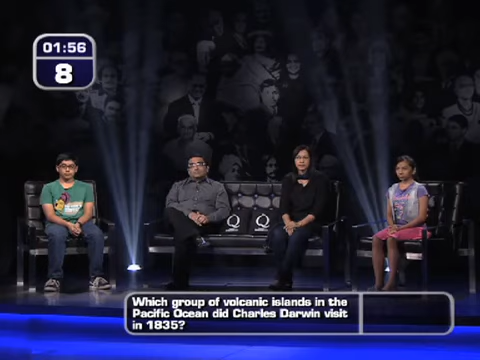 01:56
8
Q Q
Which group of volcanic islands in the
Pacific Ocean did Charles Darwin visit
in 1835?